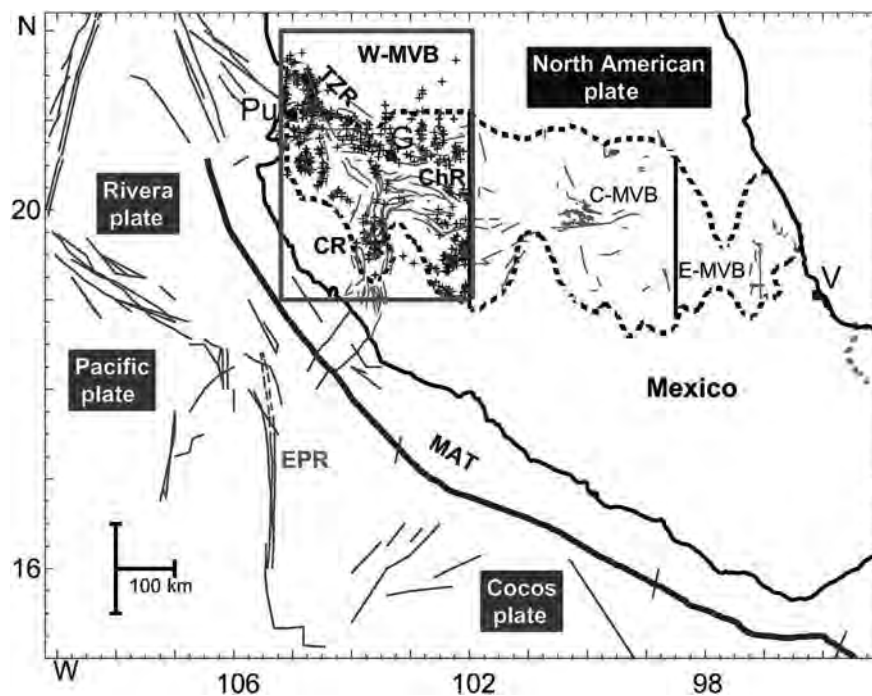 N
W-MVB
North American
plate
TZR
Pu
G
ChR
Rivera
plate
C-MVB
20
CR
E-MVB
V
Pacific
plate
Mexico
MAT
EPR
16
100 km
Cocos
plate
W
106
102
98